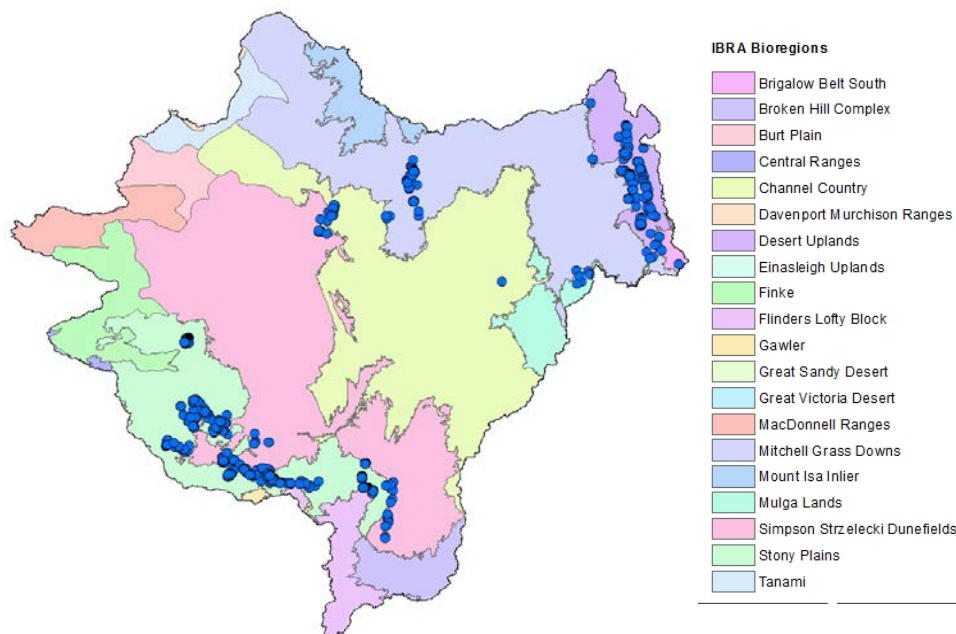 IBRA Bioregions
Brigalow Belt South
Broken Hill Complex
Burt Plain
Central Ranges
Channel Country
Davenport Murchison Ranges
Desert Uplands
Einasleigh Uplands
Finke
Flinders Lofty Block
Gawler
Great Sandy Desert
Great Victoria Desert
MacDonnell Ranges
Mitchell Grass Downs
Mount Isa Inlier
Mulga Lands
Simpson Strzelecki Dunefields
Stony Plains
Tanami